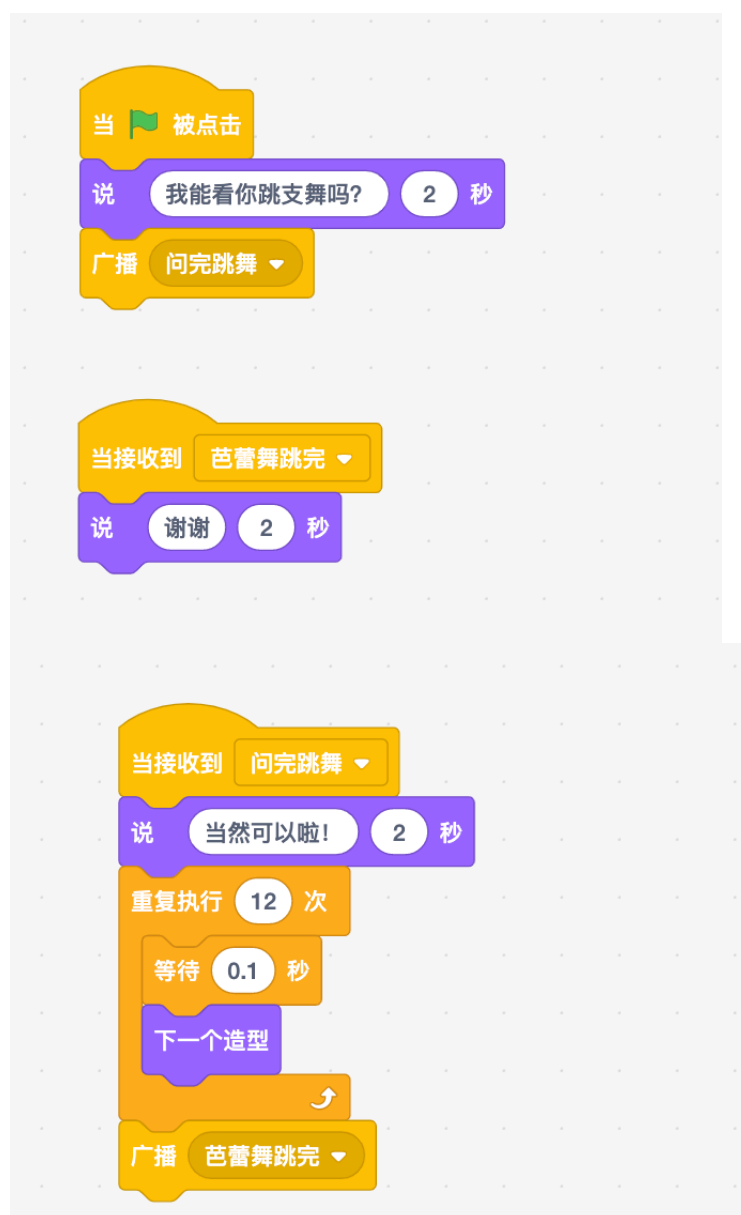 当 被点击
说 我能看你跳支舞吗? 2 秒
广播 问完跳舞
当接收到 芭蕾舞跳完
说 谢谢 2 秒
当接收到 问完跳舞
说 当然可以啦! 2 秒
重复执行 12 次
等待 0.1 秒
下一个造型
广播 芭蕾舞跳完